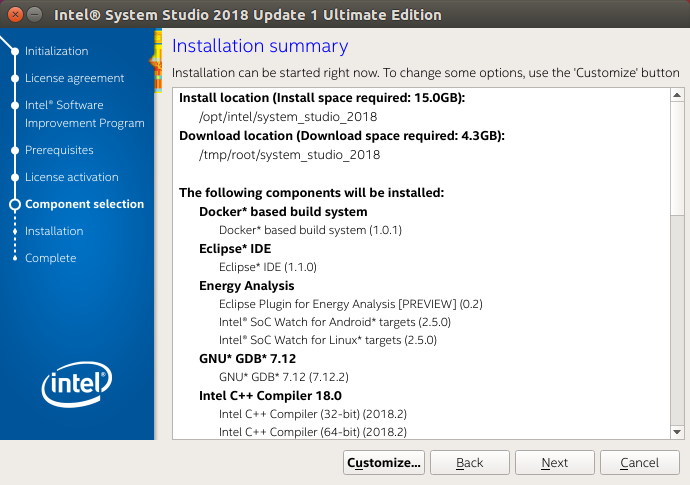 Intel® System Studio 2018 Update 1 Ultimate Edition
Initialization
License agreement
Intel® Software
Improvement Program
Prerequisites
License activation
Component selection
Installation
Complete
intel
Installation summary
Installation can be started right now. To change some options, use the 'Customize' button
Install location (Install space required: 15.0GB):
/opt/intel/system_studio_2018
Download location (Download space required: 4.3GB):
/tmp/root/system_studio_2018
The following components will be installed:
Docker* based build system
Docker* based build system (1.0.1)
Eclipse* IDE
Eclipse* IDE (1.1.0)
Energy Analysis
Eclipse Plugin for Energy Analysis [PREVIEW] (0.2)
Intel® SoC Watch for Android* targets (2.5.0)
Intel® SoC Watch for Linux* targets (2.5.0)
GNU* GDB* 7.12
GNU* GDB* 7.12 (7.12.2)
Intel C++ Compiler 18.0
Intel C++ Compiler (32-bit) (2018.2)
Intel C++ Compiler (64-bit) (2018.2)
Customize... Back Next Cancel